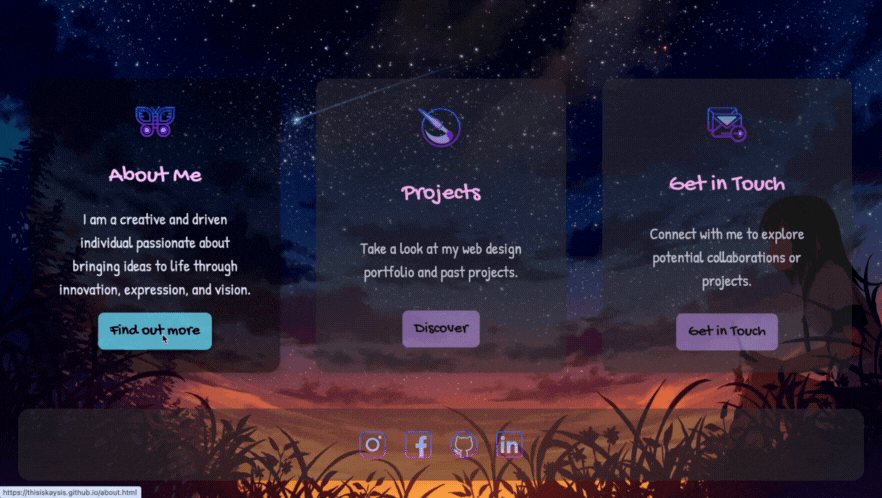 About Me
I am a creative and driven
individual passionate about
bringing ideas to life through
innovation, expression, and vision.
Find out more
Projects
Take a look at my web design
portfolio and past projects.
Discover
Get in Touch
Connect with me to explore
potential collaborations or
projects.
Get in Touch
in
https://thisiskaysis.github.io/about.html